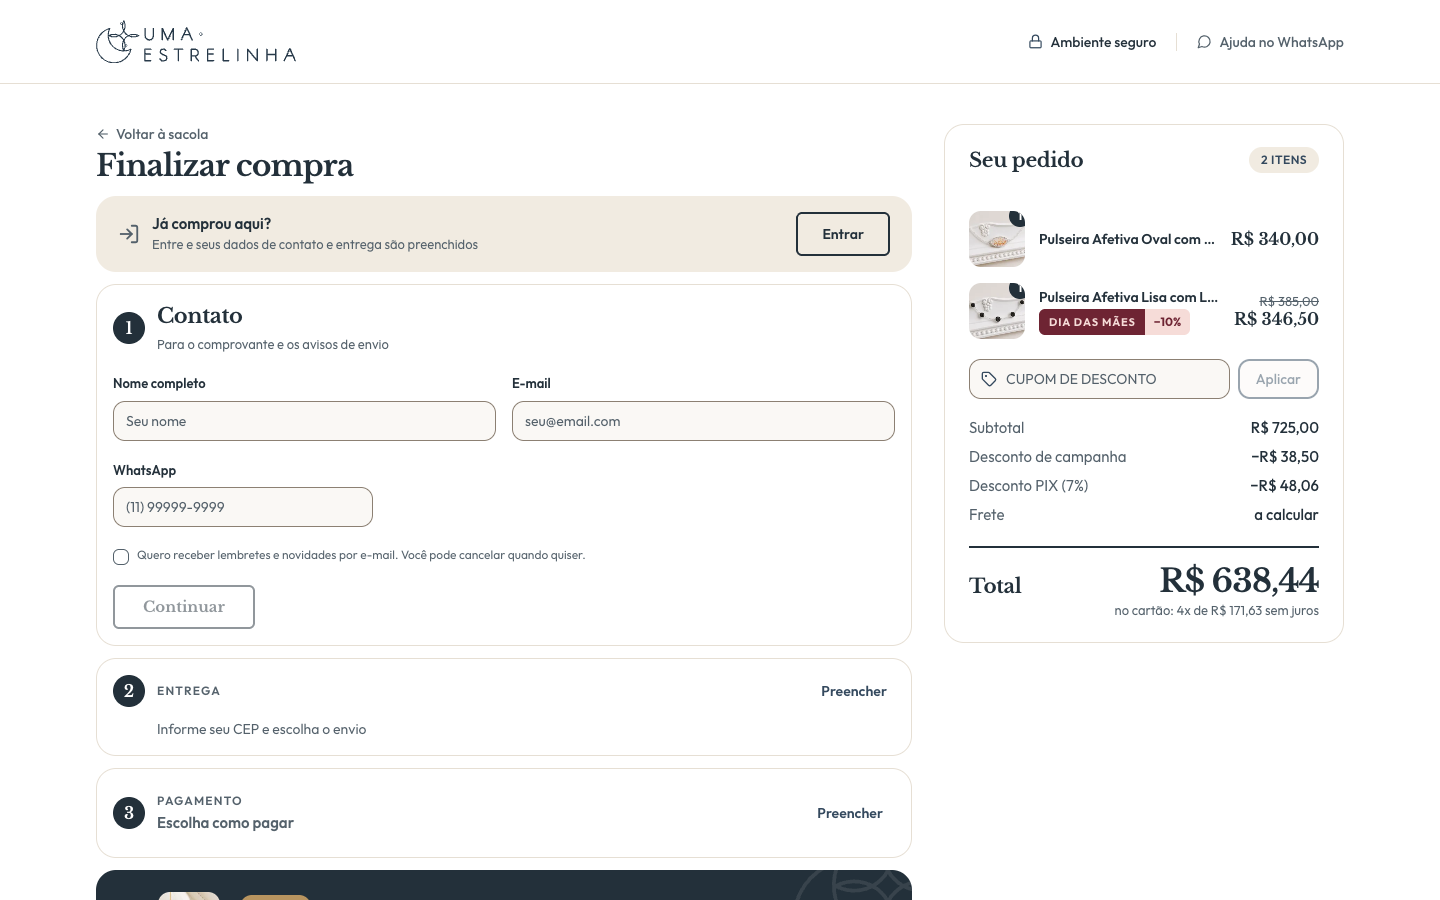 UMA
ESTRELINHA
Ambiente seguro
Ajuda no WhatsApp
Voltar à sacola
Finalizar compra
Já comprou aqui?
Entre e seus dados de contato e entrega são preenchidos
Entrar
1
Contato
Para o comprovante e os avisos de envio
Nome completo
E-mail
Seu nome
seu@email.com
WhatsApp
(11) 99999-9999
Quero receber lembretes e novidades por e-mail. Você pode cancelar quando quiser.
Continuar
2
ENTREGA
Preencher
Informe seu CEP e escolha o envio
3
PAGAMENTO
Escolha como pagar
Preencher
Seu pedido
2 ITENS
Pulseira Afetiva Oval com ...
R$ 340,00
Pulseira Afetiva Lisa com L...
DIA DAS MÃES
−10%
R$ 385,00
R$ 346,50
CUPOM DE DESCONTO
Aplicar
Subtotal
R$ 725,00
Desconto de campanha
−R$ 38,50
Desconto PIX (7%)
−R$ 48,06
Frete
a calcular
Total
R$ 638,44
no cartão: 4x de R$ 171,63 sem juros